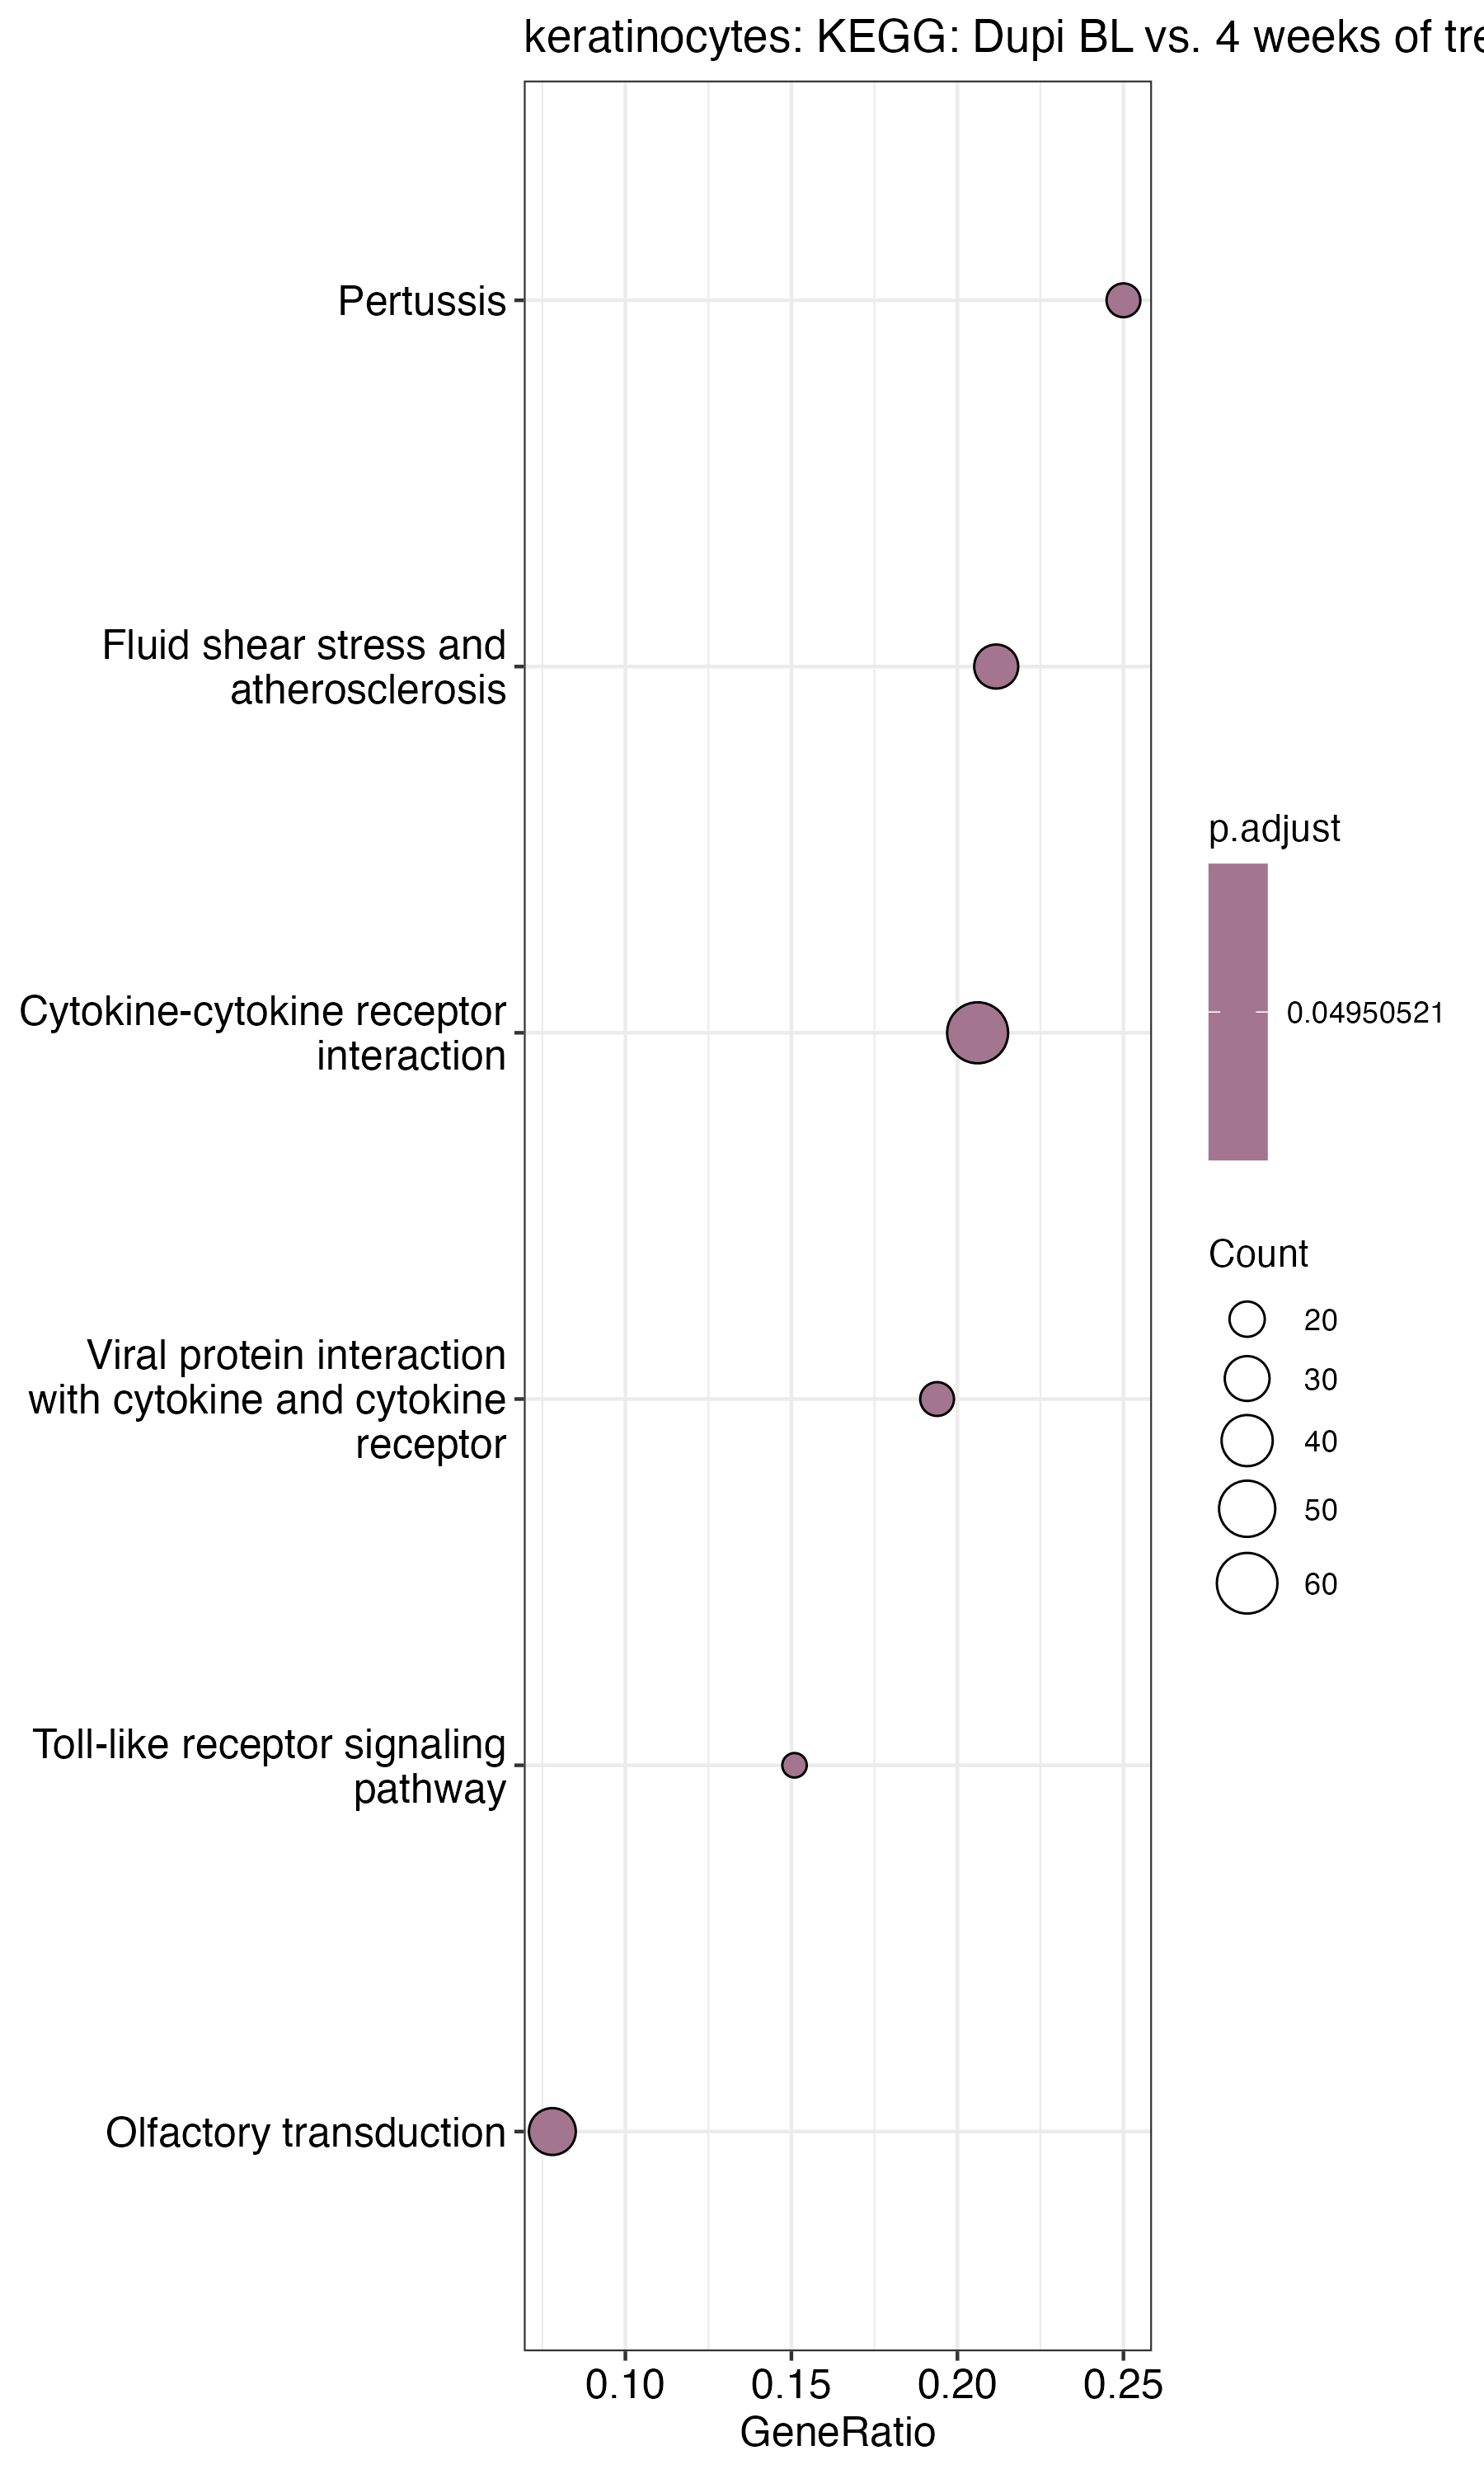 keratinocytes: KEGG: Dupi BL vs. 4 weeks of tre
Pertussis
Fluid shear stress and
atherosclerosis
Cytokine-cytokine receptor
interaction
Viral protein interaction
with cytokine and cytokine
receptor
Toll-like receptor signaling
pathway
Olfactory transduction
0.10 0.15 0.20 0.25
GeneRatio
p.adjust
0.04950521
Count
20
30
40
50
60